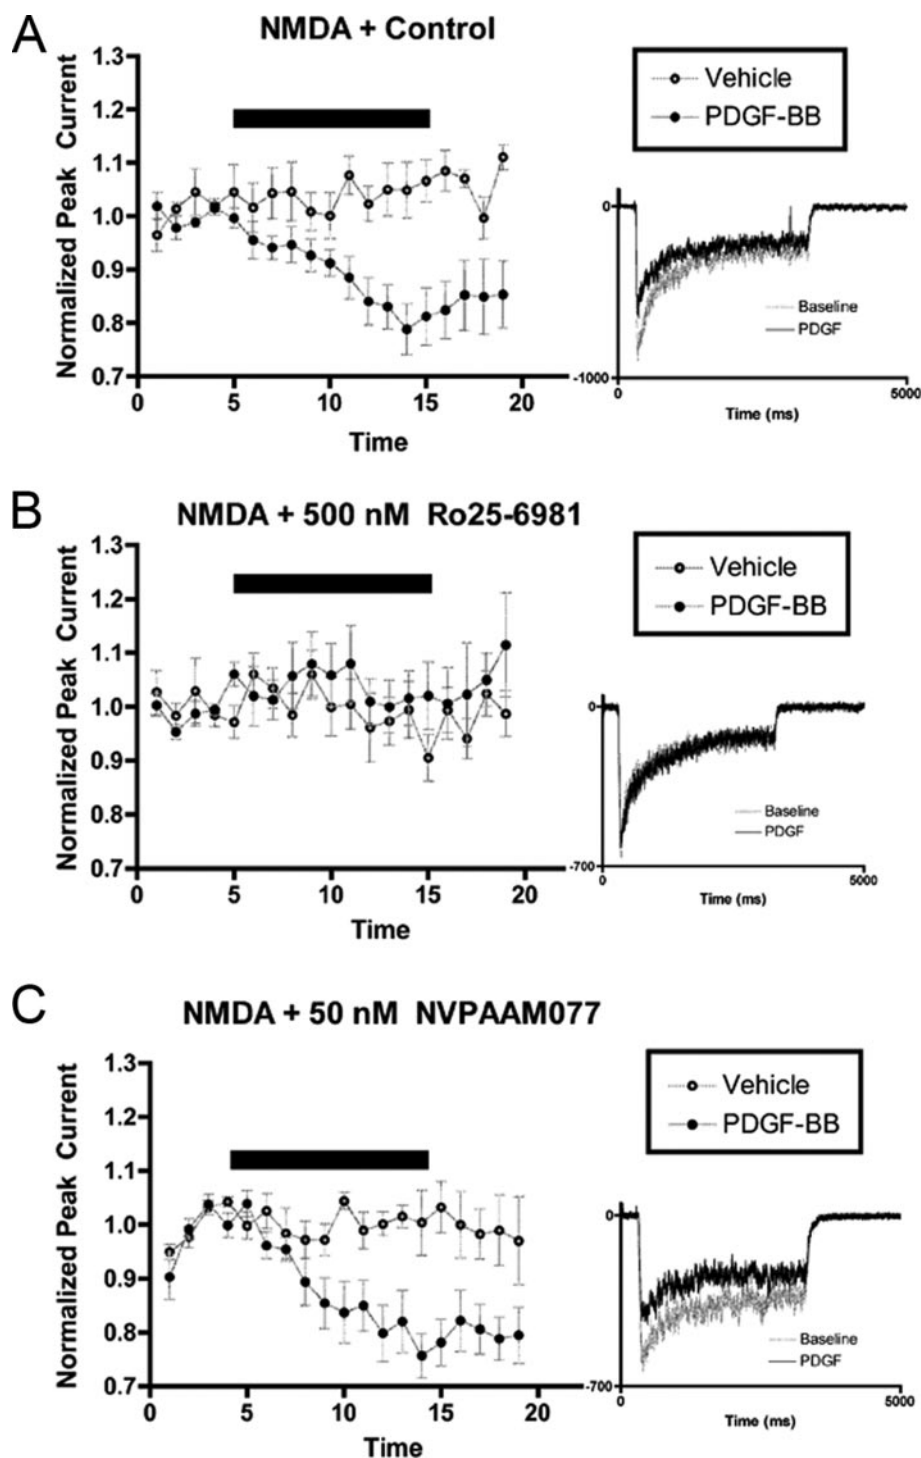 A
NMDA + Control
Normalized Peak Current
1.3
1.2
1.1
1.0
0.9
0.8
0.7
0
5
10
15
20
Time
Vehicle
PDGF-BB
0
-1000
Baseline
PDGF
0
5000
Time (ms)
B
NMDA + 500 nM Ro25-6981
Normalized Peak Current
1.3
1.2
1.1
1.0
0.9
0.8
0.7
0
5
10
15
20
Time
Vehicle
PDGF-BB
0
-700
Baseline
PDGF
0
5000
Time (ms)
C
NMDA + 50 nM NVPAAM077
Normalized Peak Current
1.3
1.2
1.1
1.0
0.9
0.8
0.7
0
5
10
15
20
Time
Vehicle
PDGF-BB
0
-700
Baseline
PDGF
0
5000
Time (ms)